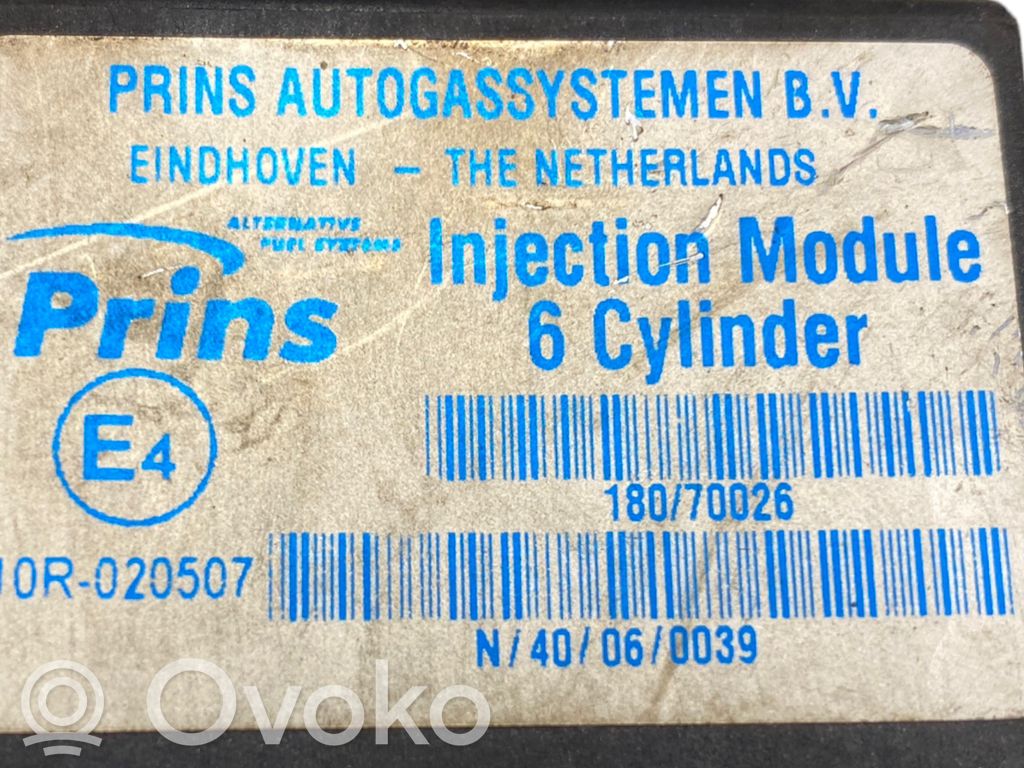 PRINS AUTOGASSYSTEMEN B.V.
EINDHOVEN - THE NETHERLANDS
ALTERNATIVE
FUEL SYSTEMS
Prins
Injection Module
6 Cylinder
E4
180/70026
10R-020507
N/40/06/0039
Ovoko